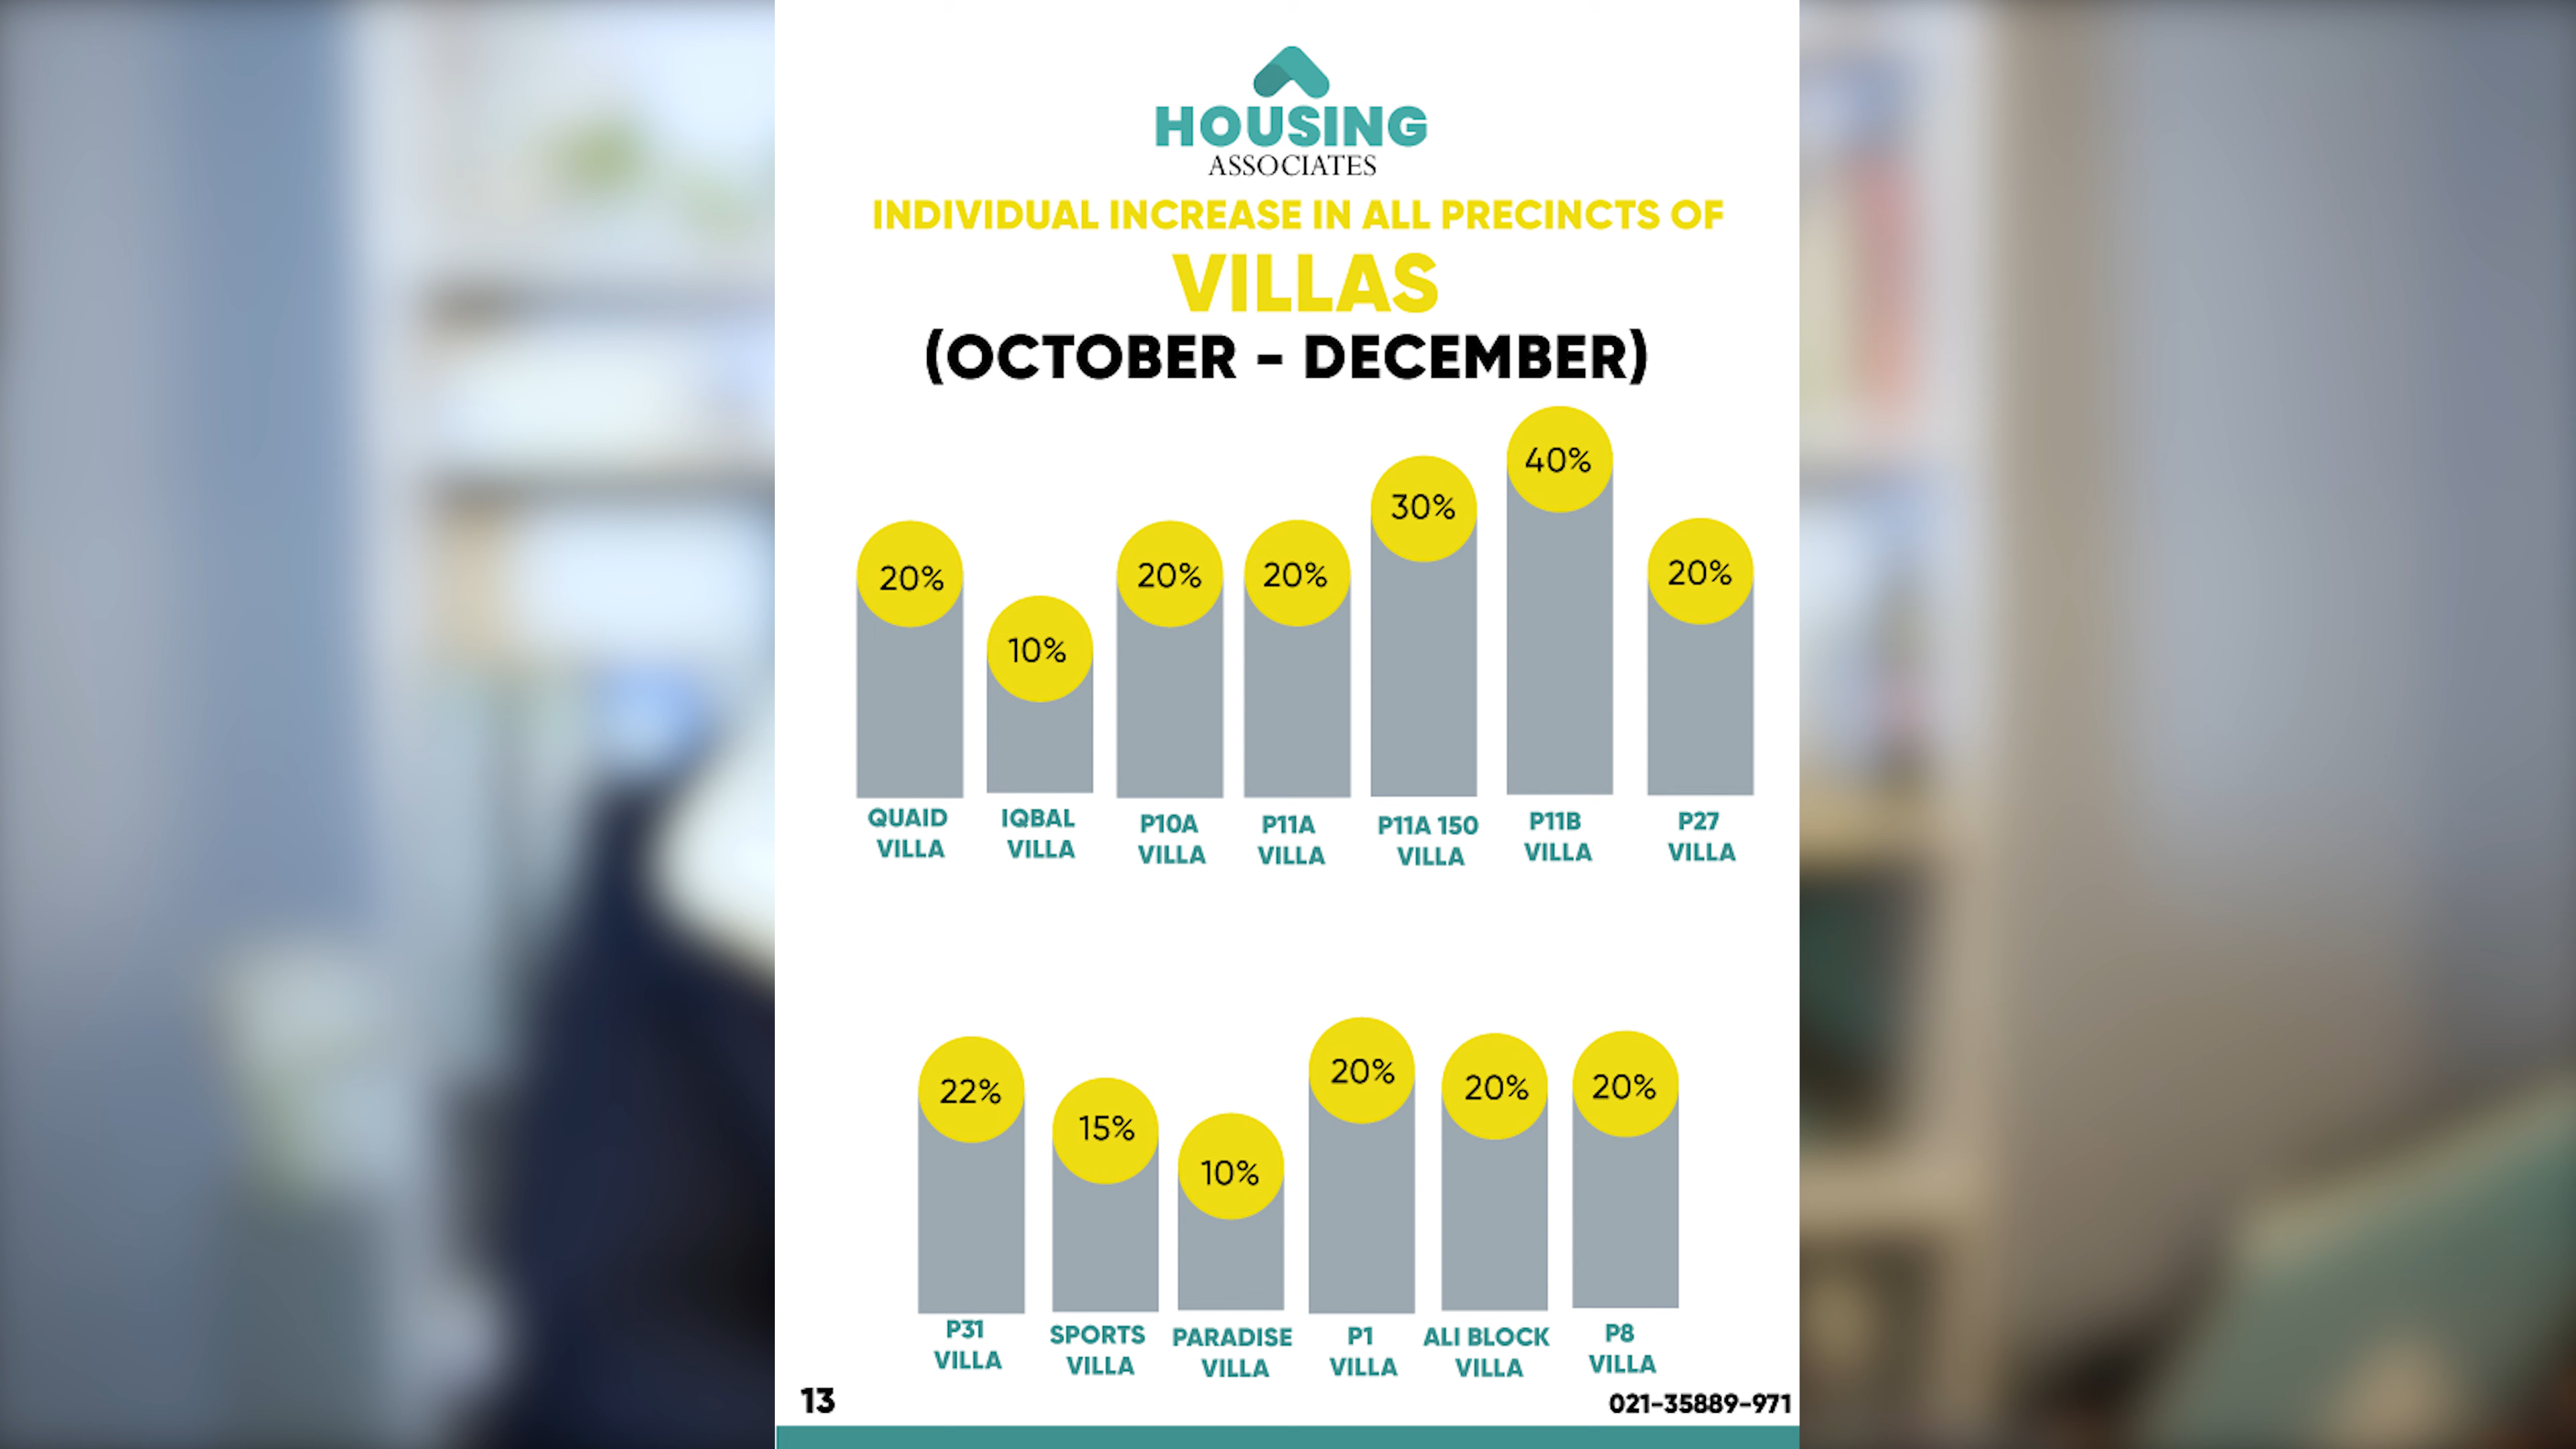 HOUSING
ASSOCIATES
INDIVIDUAL INCREASE IN ALL PRECINCTS OF
VILLAS
(OCTOBER - DECEMBER)
20%
10%
20%
20%
30%
40%
20%
QUAID
VILLA
IQBAL
VILLA
P10A
VILLA
P11A
VILLA
P11A 150
VILLA
P11B
VILLA
P27
VILLA
22%
15%
10%
20%
20%
20%
P31
VILLA
SPORTS
VILLA
PARADISE
VILLA
P1
VILLA
ALI BLOCK
VILLA
P8
VILLA
13
021-35889-971